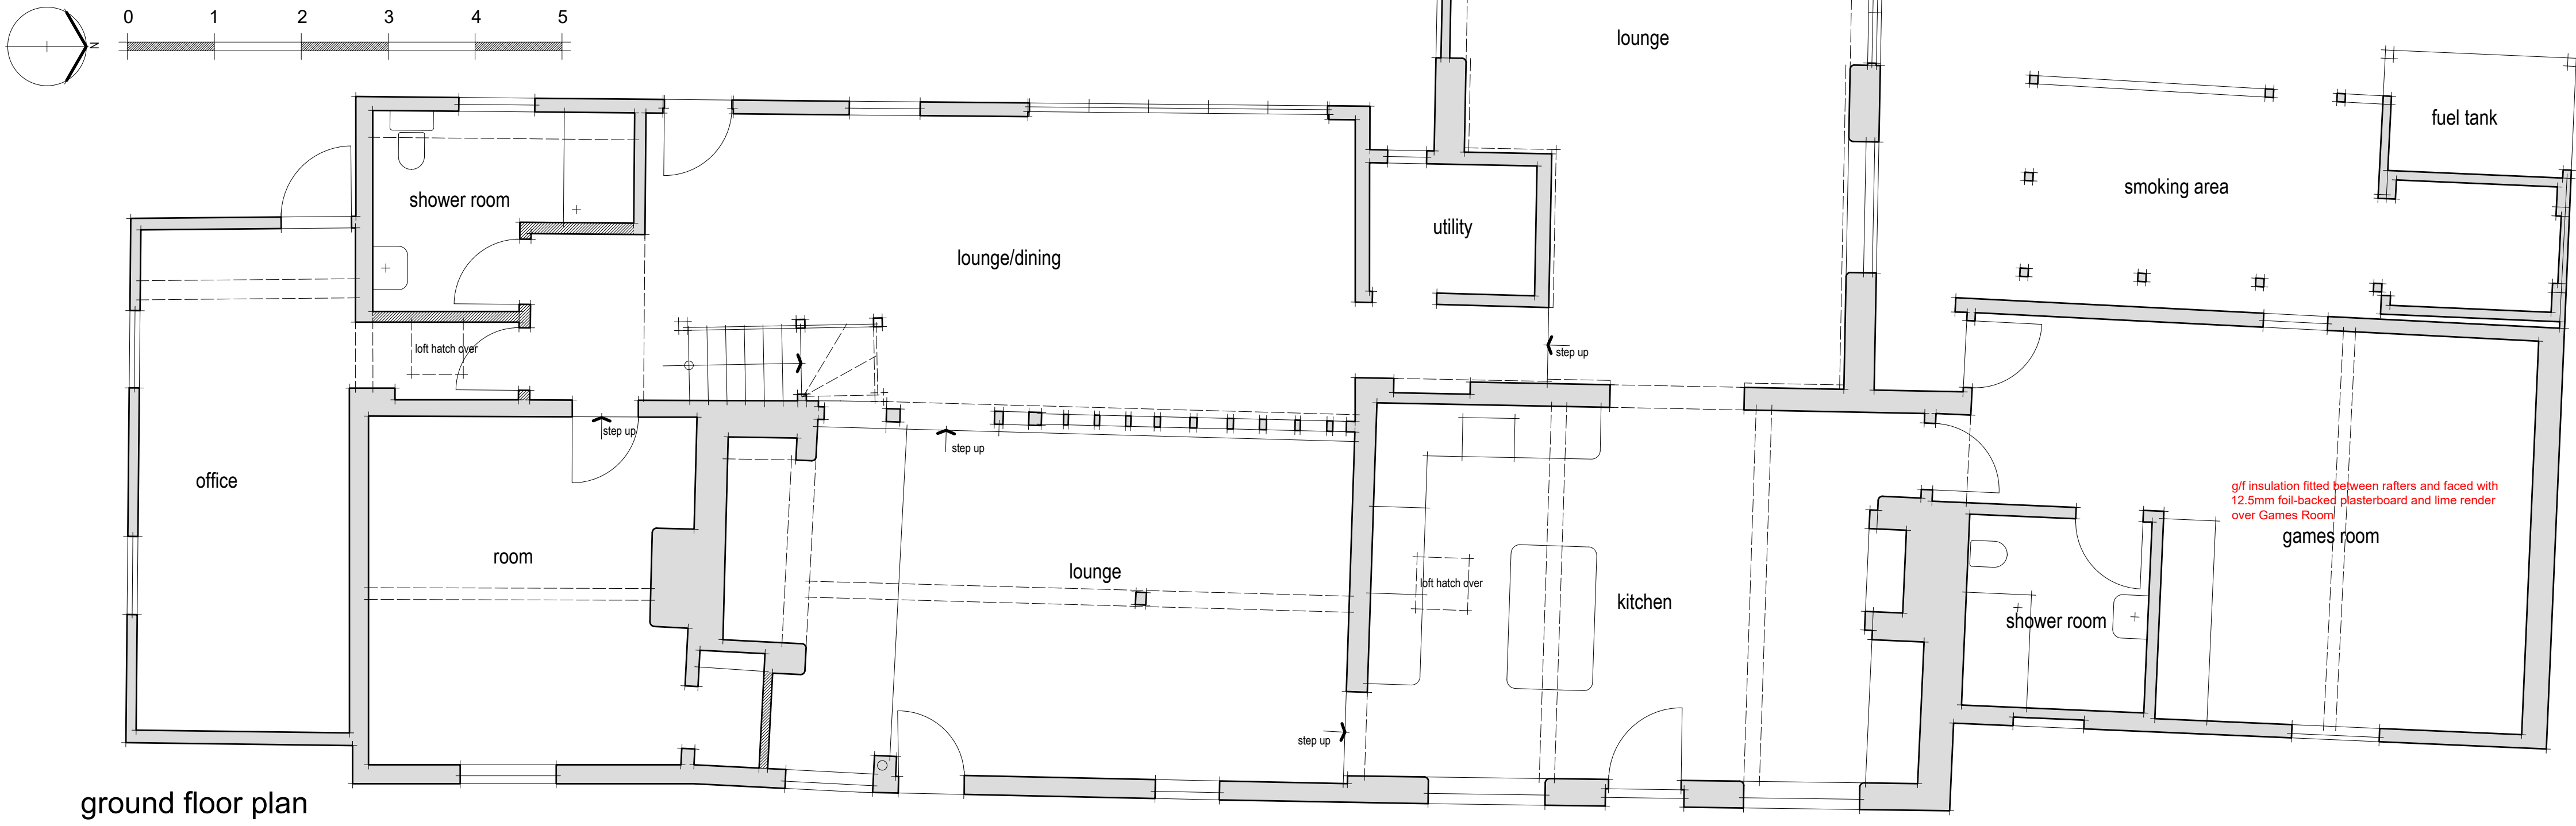 0 1 2 3 4 5
N
lounge
fuel tank
smoking area
shower room
utility
lounge/dining
loft hatch over
step up
step up
step up
office
g/f insulation fitted between rafters and faced with
12.5mm foil-backed plasterboard and lime render
over Games Room
games room
room
lounge
loft hatch over
kitchen
shower room
step up
ground floor plan